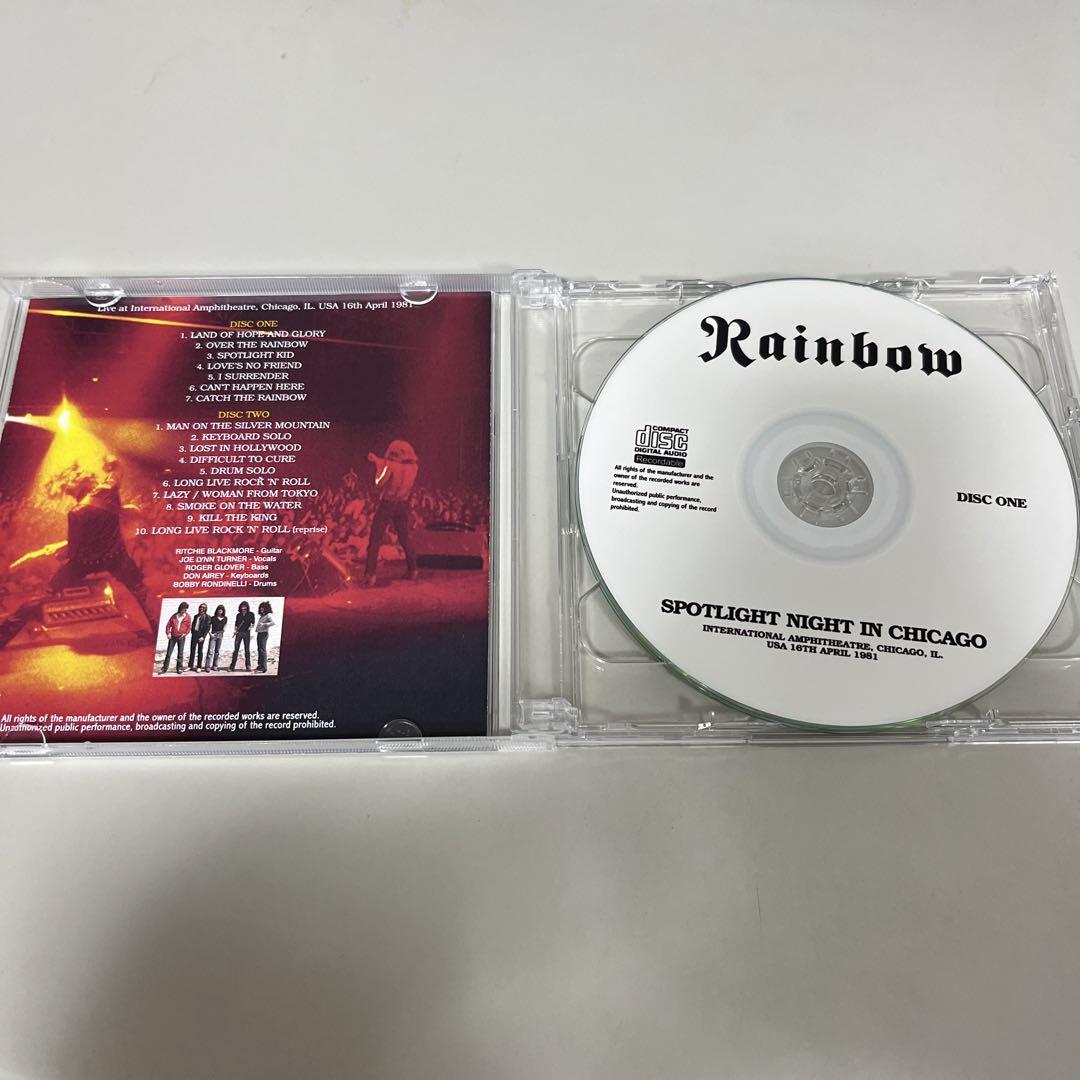 Live at International Amphitheatre, Chicago, IL. USA 16th April 1981
DISC ONE
1. LAND OF HOPE AND GLORY
2. OVER THE RAINBOW
3. SPOTLIGHT KID
4. LOVE'S NO FRIEND
5. I SURRENDER
6. CAN'T HAPPEN HERE
7. CATCH THE RAINBOW
DISC TWO
1. MAN ON THE SILVER MOUNTAIN
2. KEYBOARD SOLO
3. LOST IN HOLLYWOOD
4. DIFFICULT TO CURE
5. DRUM SOLO
6. LONG LIVE ROCK 'N' ROLL
7. LAZY / WOMAN FROM TOKYO
8. SMOKE ON THE WATER
9. KILL THE KING
10. LONG LIVE ROCK 'N' ROLL (reprise)
RITCHIE BLACKMORE - Guitar
JOE LYNN TURNER - Vocals
ROGER GLOVER - Bass
DON AIREY - Keyboards
BOBBY RONDINELLI - Drums
All rights of the manufacturer and the owner of the recorded works are reserved.
Unauthorized public performance, broadcasting and copying of the record prohibited.
Rainbow
COMPACT
disc
DIGITAL AUDIO
Recordable
All rights of the manufacturer and the
owner of the recorded works are
reserved.
Unauthorized public performance,
broadcasting and copying of the record
prohibited.
DISC ONE
SPOTLIGHT NIGHT IN CHICAGO
INTERNATIONAL AMPHITHEATRE, CHICAGO, IL.
USA 16TH APRIL 1981